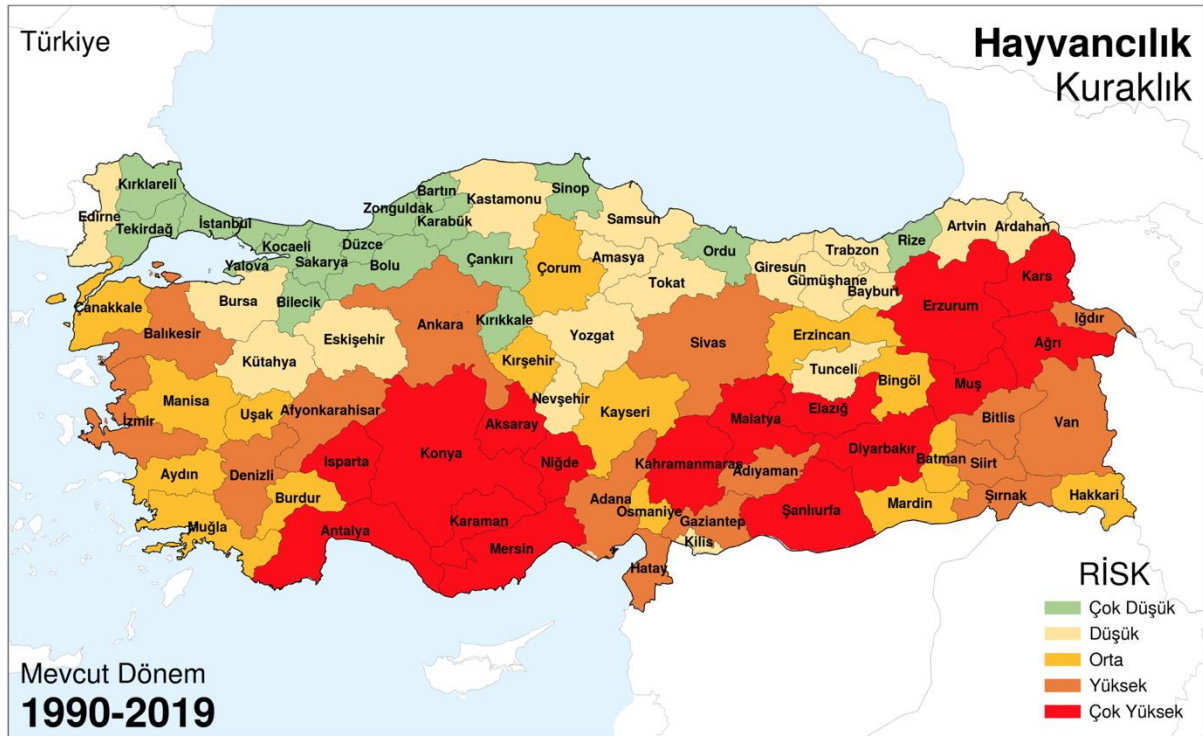 Türkiye
Hayvancılık
Kuraklık
Kırklareli
Edirne
Tekirdağ
İstanbul
Kocaeli
Yalova
Sakarya
Düzce
Bolu
Zonguldak
Bartın
Karabük
Kastamonu
Sinop
Çankırı
Samsun
Amasya
Çorum
Ordu
Tokat
Giresun
Trabzon
Gümüşhane
Bayburt
Rize
Artvin
Ardahan
Kars
Erzurum
Iğdır
Ağrı
Çanakkale
Balıkesir
Bursa
Bilecik
Eskişehir
Kütahya
Ankara
Kırıkkale
Kırşehir
Yozgat
Sivas
Erzincan
Tunceli
Bingöl
Muş
Manisa
Uşak
Afyonkarahisar
İzmir
Nevşehir
Kayseri
Aksaray
Konya
Niğde
Malatya
Elazığ
Diyarbakır
Bitlis
Van
Batman
Siirt
Aydın
Denizli
Isparta
Burdur
Muğla
Antalya
Karaman
Mersin
Adana
Kahramanmaraş
Osmaniye
Adıyaman
Gaziantep
Kilis
Hatay
Şanlıurfa
Mardin
Şırnak
Hakkari
RİSK
Çok Düşük
Düşük
Orta
Yüksek
Çok Yüksek
Mevcut Dönem
1990-2019